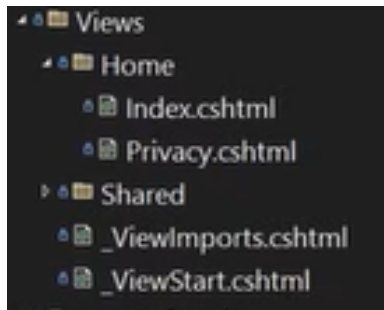 Views
Home
Index.cshtml
Privacy.cshtml
Shared
_ViewImports.cshtml
_ViewStart.cshtml